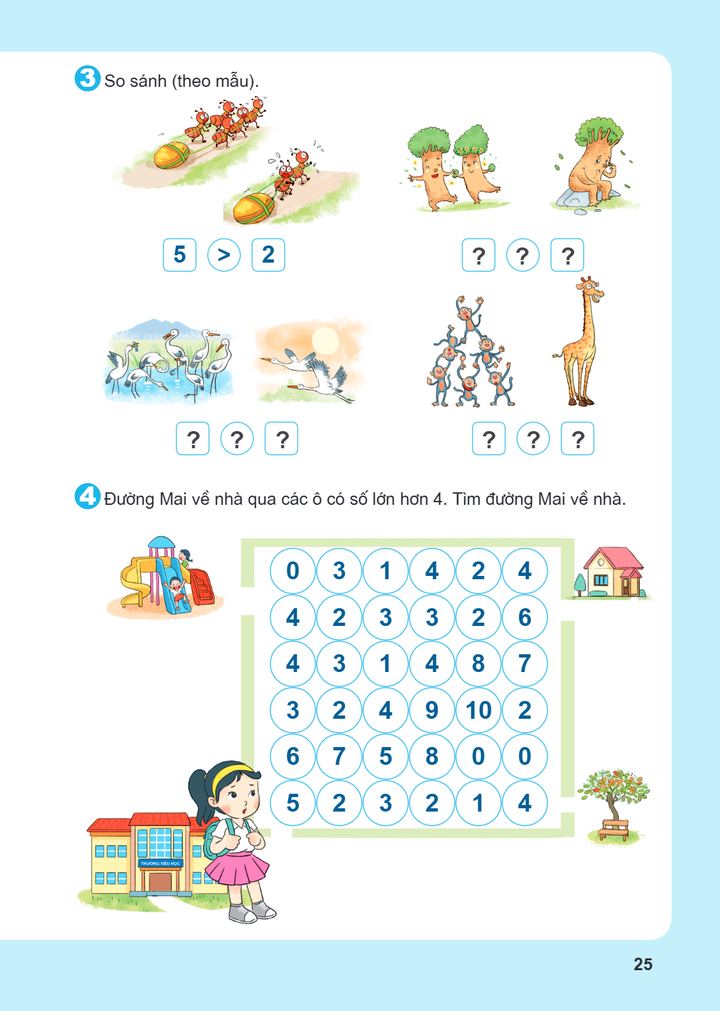 3 So sánh (theo mẫu).
5 > 2
? ? ?
? ? ?
? ? ?
4 Đường Mai về nhà qua các ô có số lớn hơn 4. Tìm đường Mai về nhà.
0 3 1 4 2 4
4 2 3 3 2 6
4 3 1 4 8 7
3 2 4 9 10 2
6 7 5 8 0 0
5 2 3 2 1 4
TRƯỜNG TIỂU HỌC
25